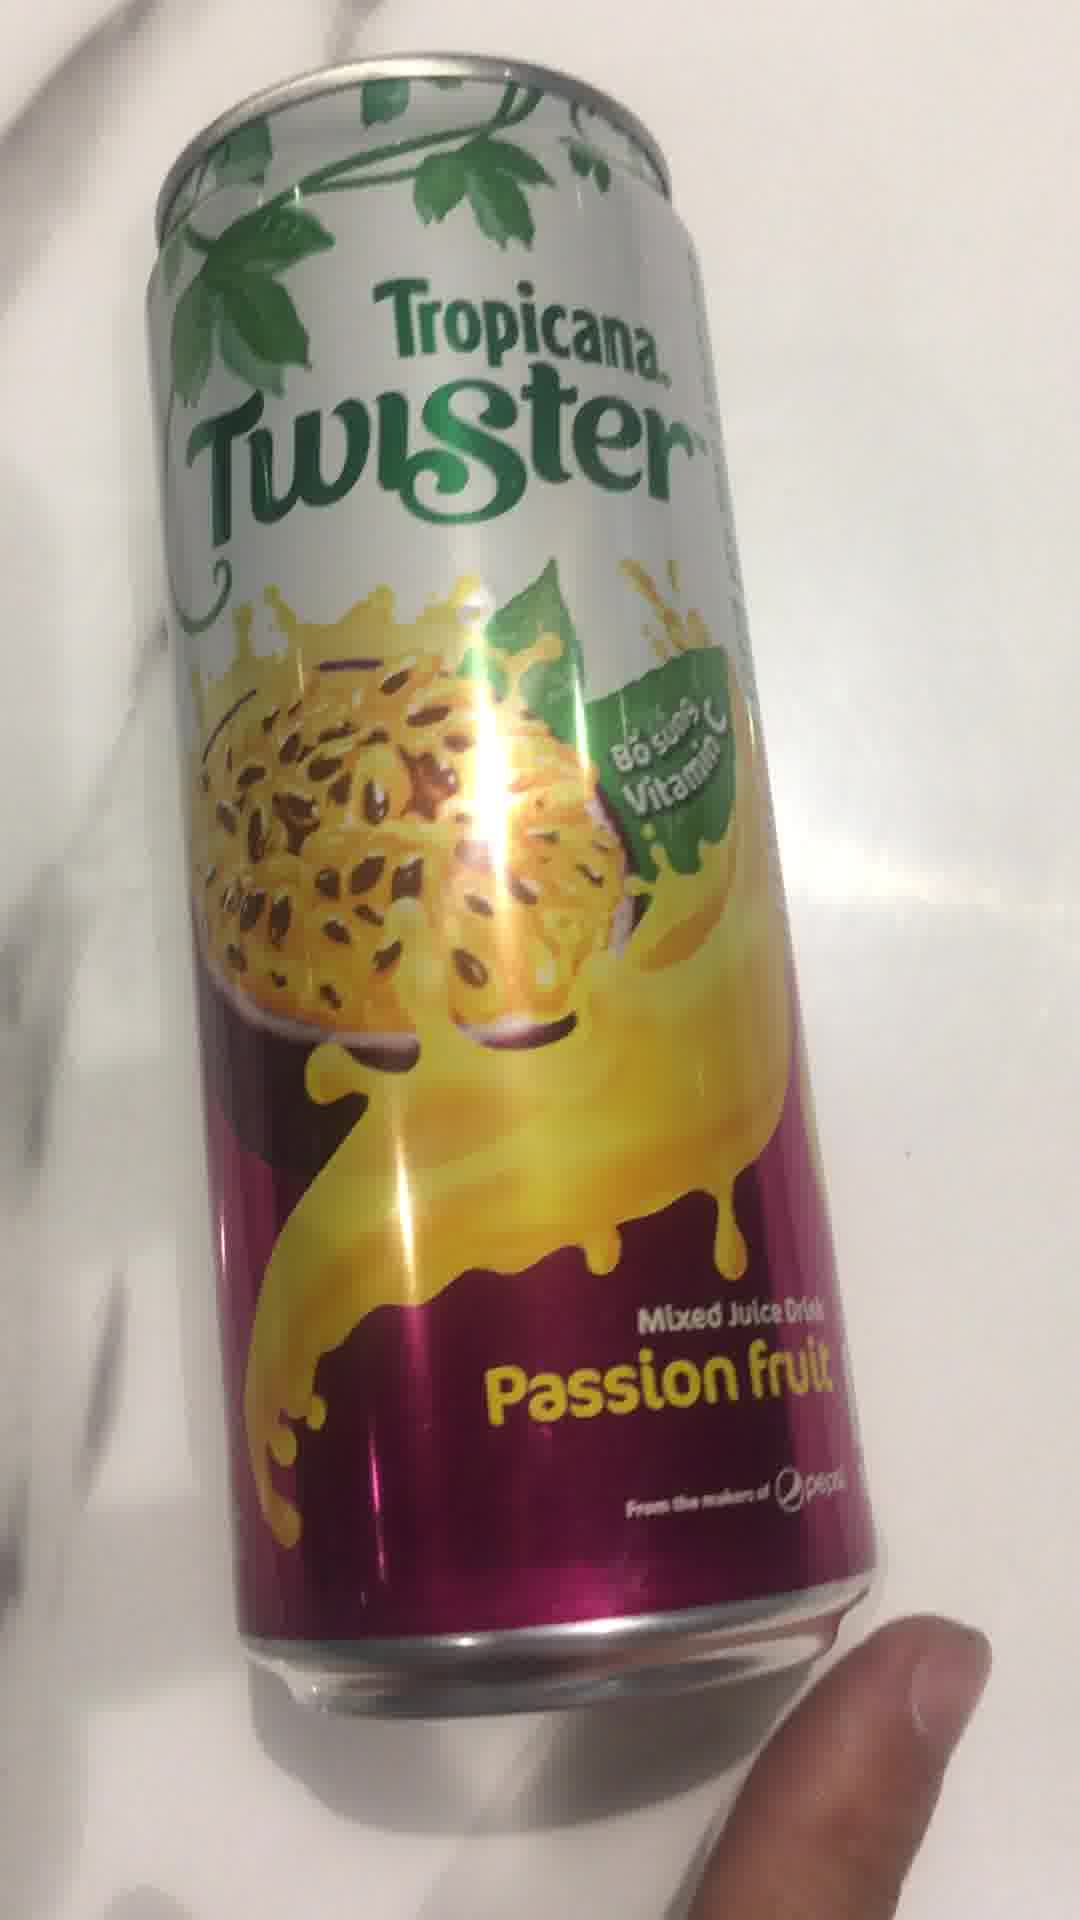 Tropicana
Twister
Bổ sung
Vitamin C
Mixed Juice Drink
Passion fruit
From the makers of pepsi